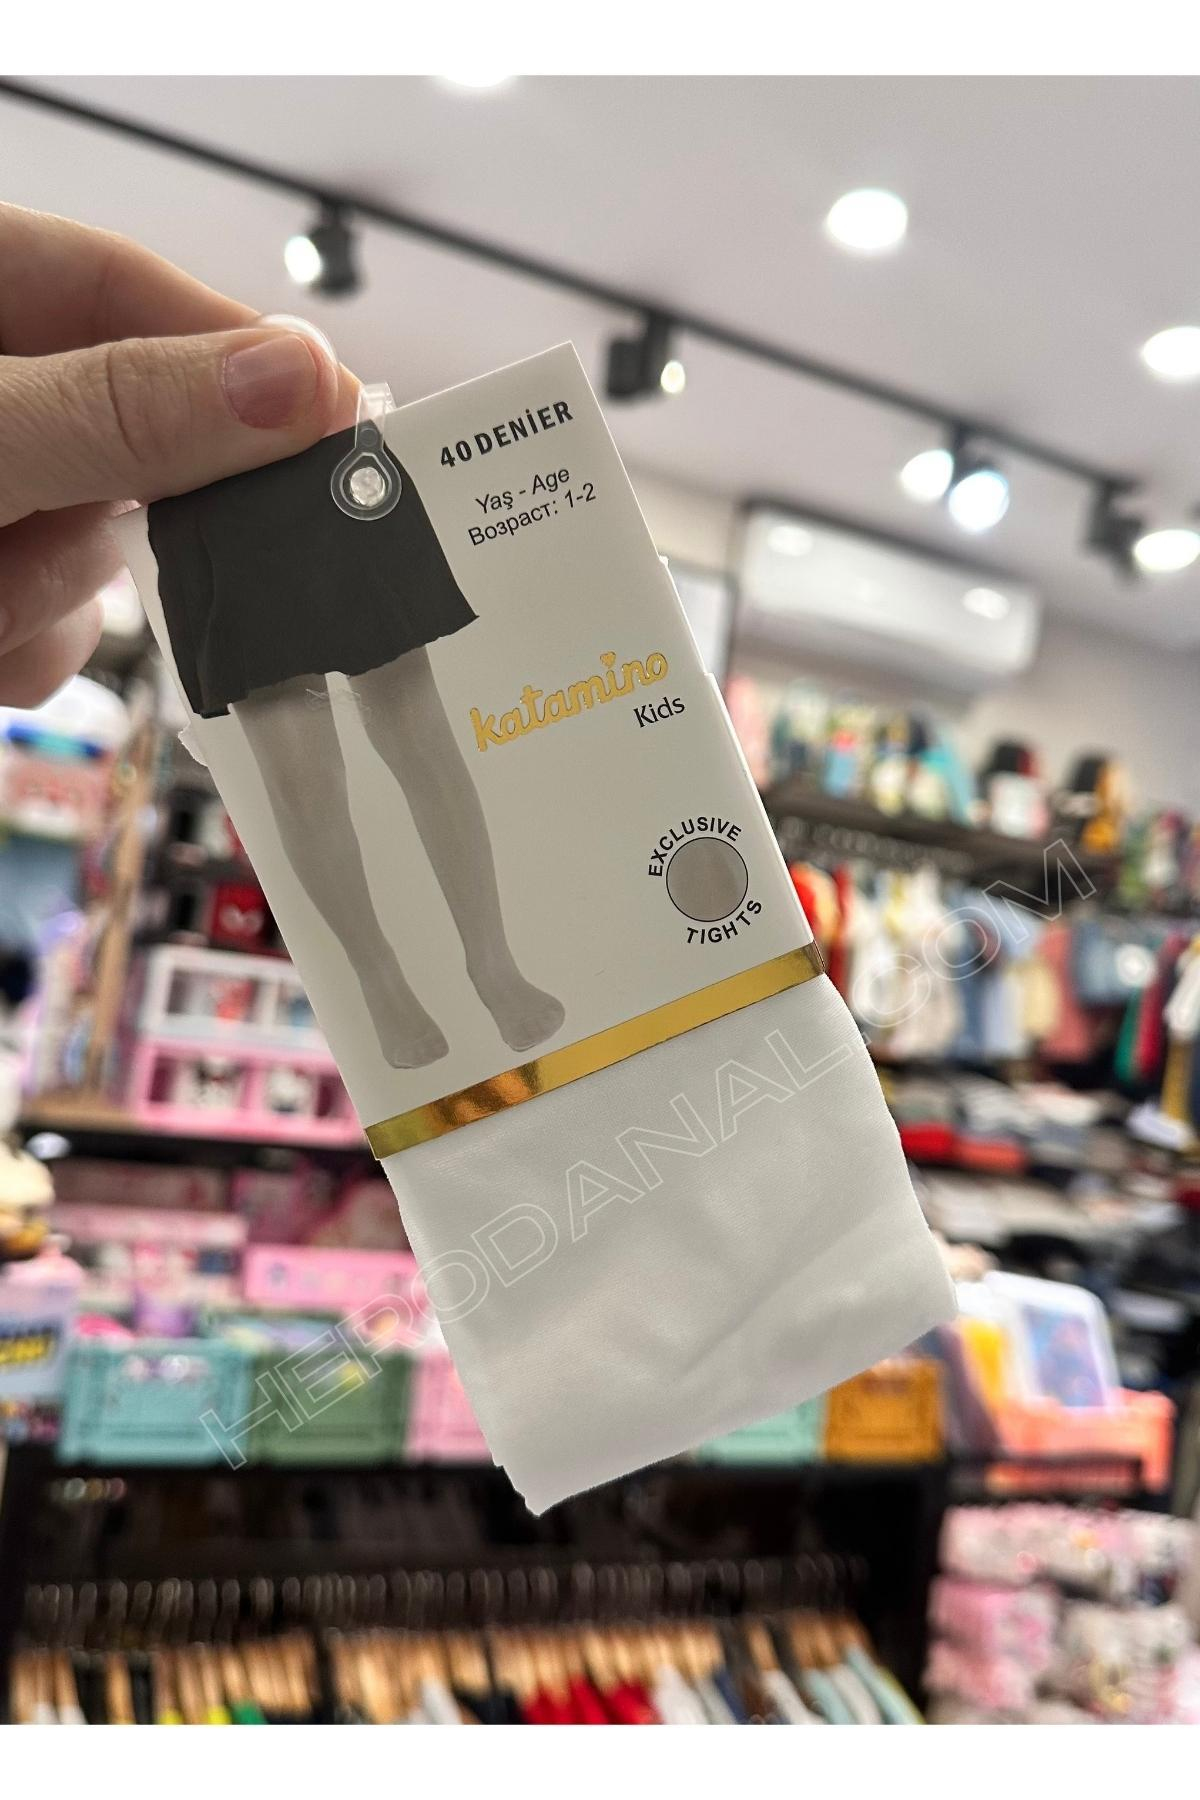 40 DENİER
Yaş - Age
Возраст: 1-2
katamino
Kids
EXCLUSIVE
TIGHTS
HERODANAL.COM